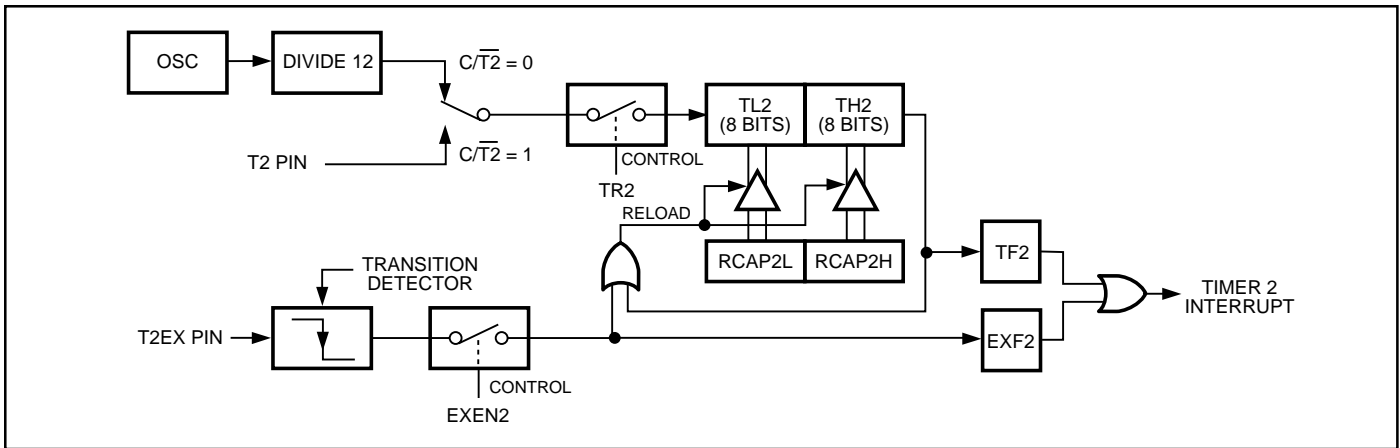 OSC
DIVIDE 12
C/T2̅ = 0
TL2
(8 BITS)
TH2
(8 BITS)
T2 PIN
C/T2̅ = 1
CONTROL
TR2
RELOAD
RCAP2L
RCAP2H
TF2
TRANSITION
DETECTOR
TIMER 2
INTERRUPT
T2EX PIN
EXF2
CONTROL
EXEN2